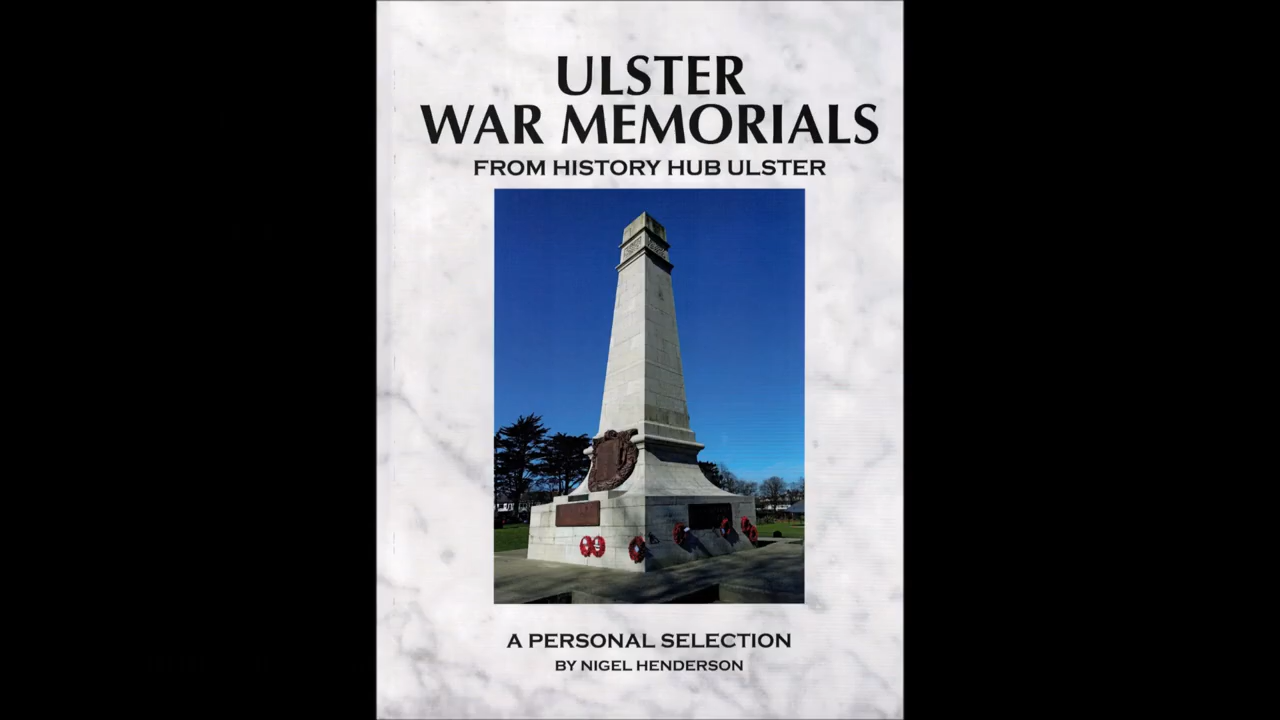 ULSTER
WAR MEMORIALS
FROM HISTORY HUB ULSTER
A PERSONAL SELECTION
BY NIGEL HENDERSON